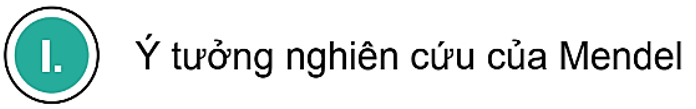 I. Ý tưởng nghiên cứu của Mendel